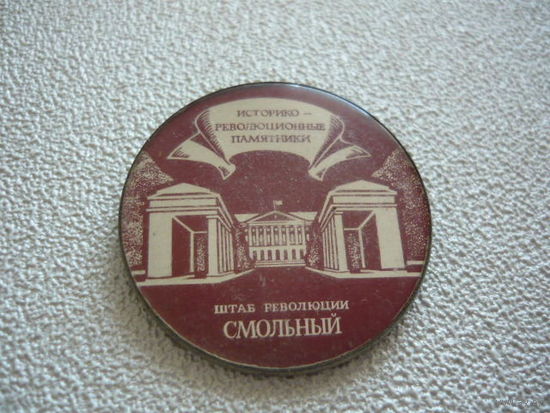 ИСТОРИКО –
РЕВОЛЮЦИОННЫЕ
ПАМЯТНИКИ
ШТАБ РЕВОЛЮЦИИ
СМОЛЬНЫЙ